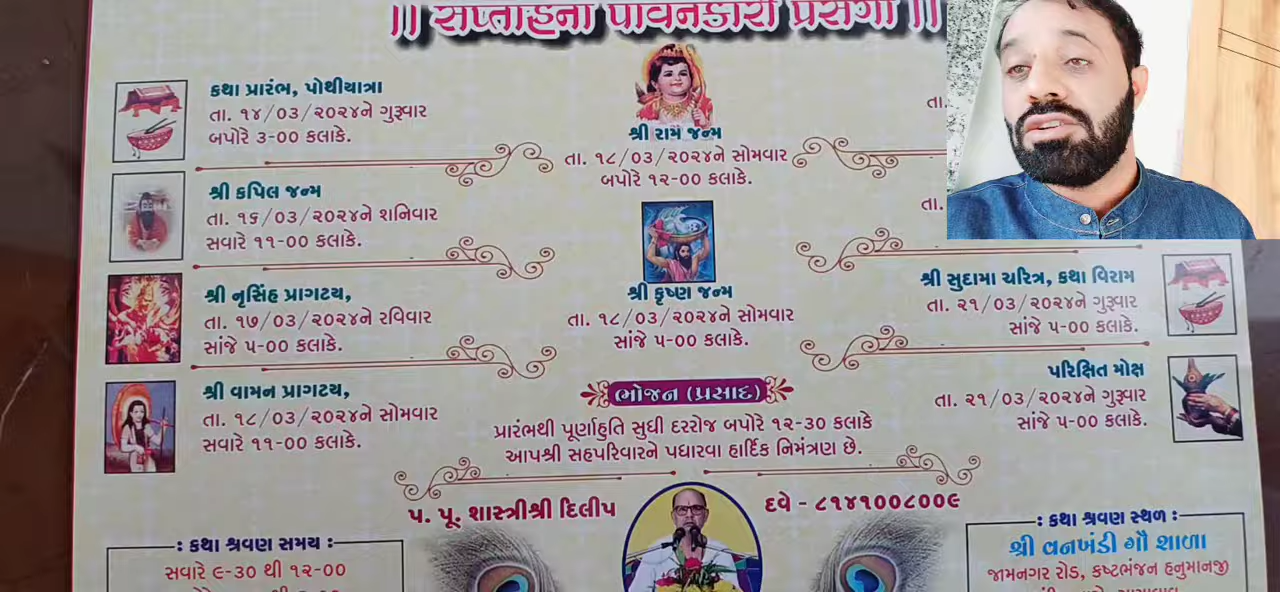 || સપ્તાહના પાવનકારી પ્રસંગો ||
કથા પ્રારંભ, પોથીયાત્રા
તા. ૧૪/૦૩/૨૦૨૪ને ગુરૂવાર
બપોરે ૩-૦૦ કલાકે.
શ્રી કપિલ જન્મ
તા. ૧૬/૦૩/૨૦૨૪ને શનિવાર
સવારે ૧૧-૦૦ કલાકે.
શ્રી નૃસિંહ પ્રાગટય,
તા. ૧૭/૦૩/૨૦૨૪ને રવિવાર
સાંજે ૫-૦૦ કલાકે.
શ્રી વામન પ્રાગટય,
તા. ૧૮/૦૩/૨૦૨૪ને સોમવાર
સવારે ૧૧-૦૦ કલાકે.
શ્રી રામ જન્મ
તા. ૧૮/૦૩/૨૦૨૪ને સોમવાર
બપોરે ૧૨-૦૦ કલાકે.
શ્રી કૃષ્ણ જન્મ
તા. ૧૮/૦૩/૨૦૨૪ને સોમવાર
સાંજે ૫-૦૦ કલાકે.
તા.
તા.
શ્રી સુદામા ચરિત્ર, કથા વિરામ
તા. ૨૧/૦૩/૨૦૨૪ને ગુરૂવાર
સાંજે ૫-૦૦ કલાકે.
પરિક્ષિત મોક્ષ
તા. ૨૧/૦૩/૨૦૨૪ને ગુરૂવાર
સાંજે ૫-૦૦ કલાકે.
ભોજન (પ્રસાદ)
પ્રારંભથી પૂર્ણાહુતિ સુધી દરરોજ બપોરે ૧૨-૩૦ કલાકે
આપશ્રી સહપરિવારને પધારવા હાર્દિક નિમંત્રણ છે.
પ. પૂ. શાસ્ત્રીશ્રી દિલીપ દવે - ૮૧૪૧૦૦૮૦૦૯
: કથા શ્રવણ સમય :
સવારે ૯-૩૦ થી ૧૨-૦૦
: કથા શ્રવણ સ્થળ :
શ્રી વનખંડી ગૌ શાળા
જામનગર રોડ, કષ્ટભંજન હનુમાનજી